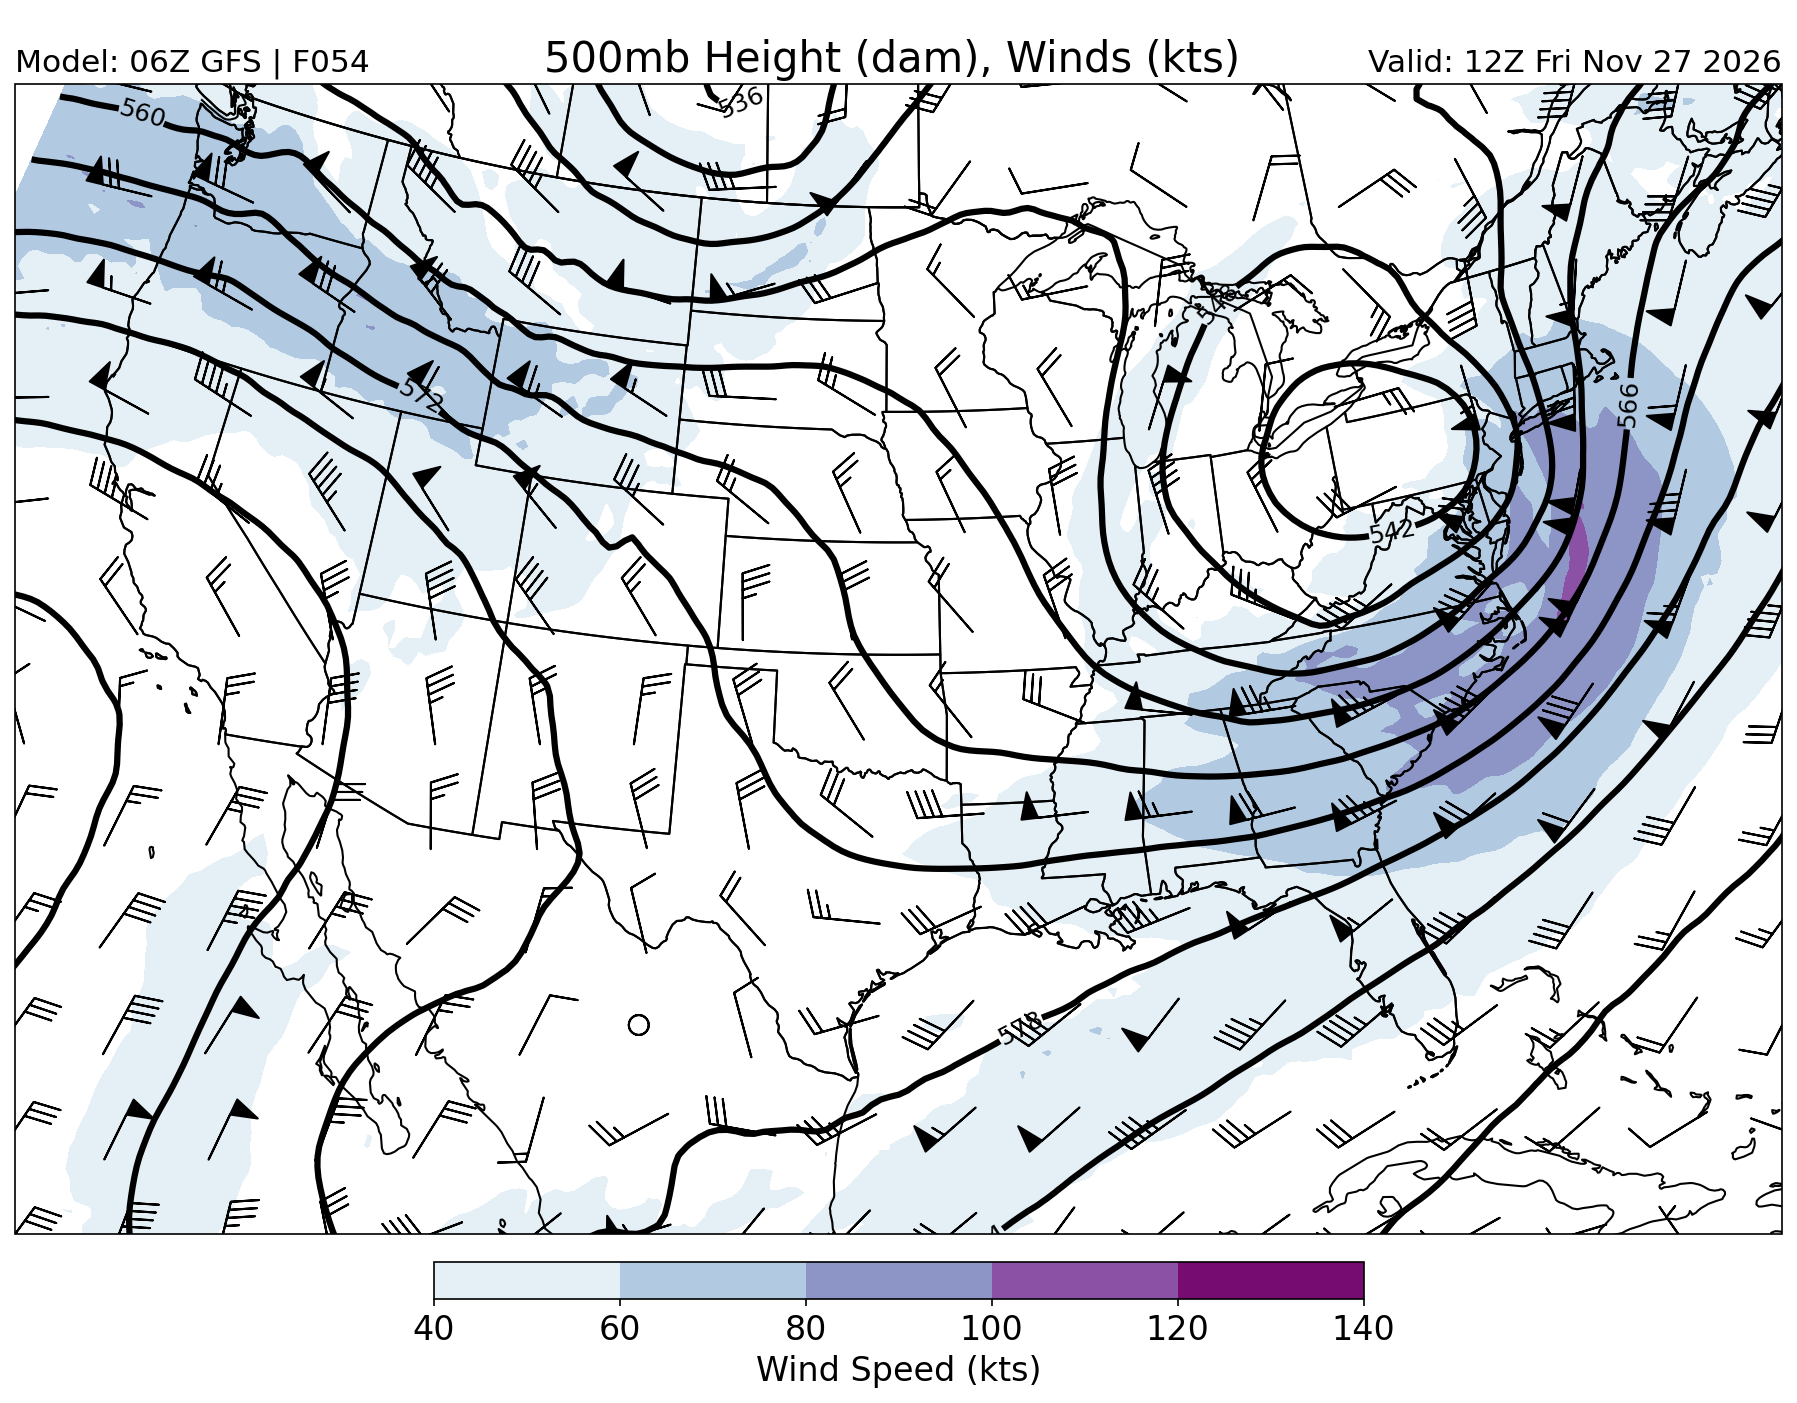 500mb Height (dam), Winds (kts)
Model: 06Z GFS | F054
Valid: 12Z Fri Nov 27 2026
536
560
572
566
542
578
40 60 80 100 120 140
Wind Speed (kts)